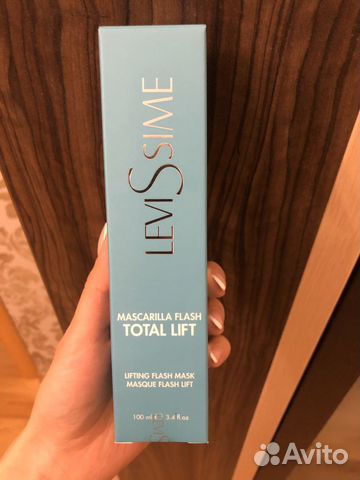 LEVISSIME
MASCARILLA FLASH
TOTAL LIFT
LIFTING FLASH MASK
MASQUE FLASH LIFT
100 ml ℮ 3.4 fl oz
Avito